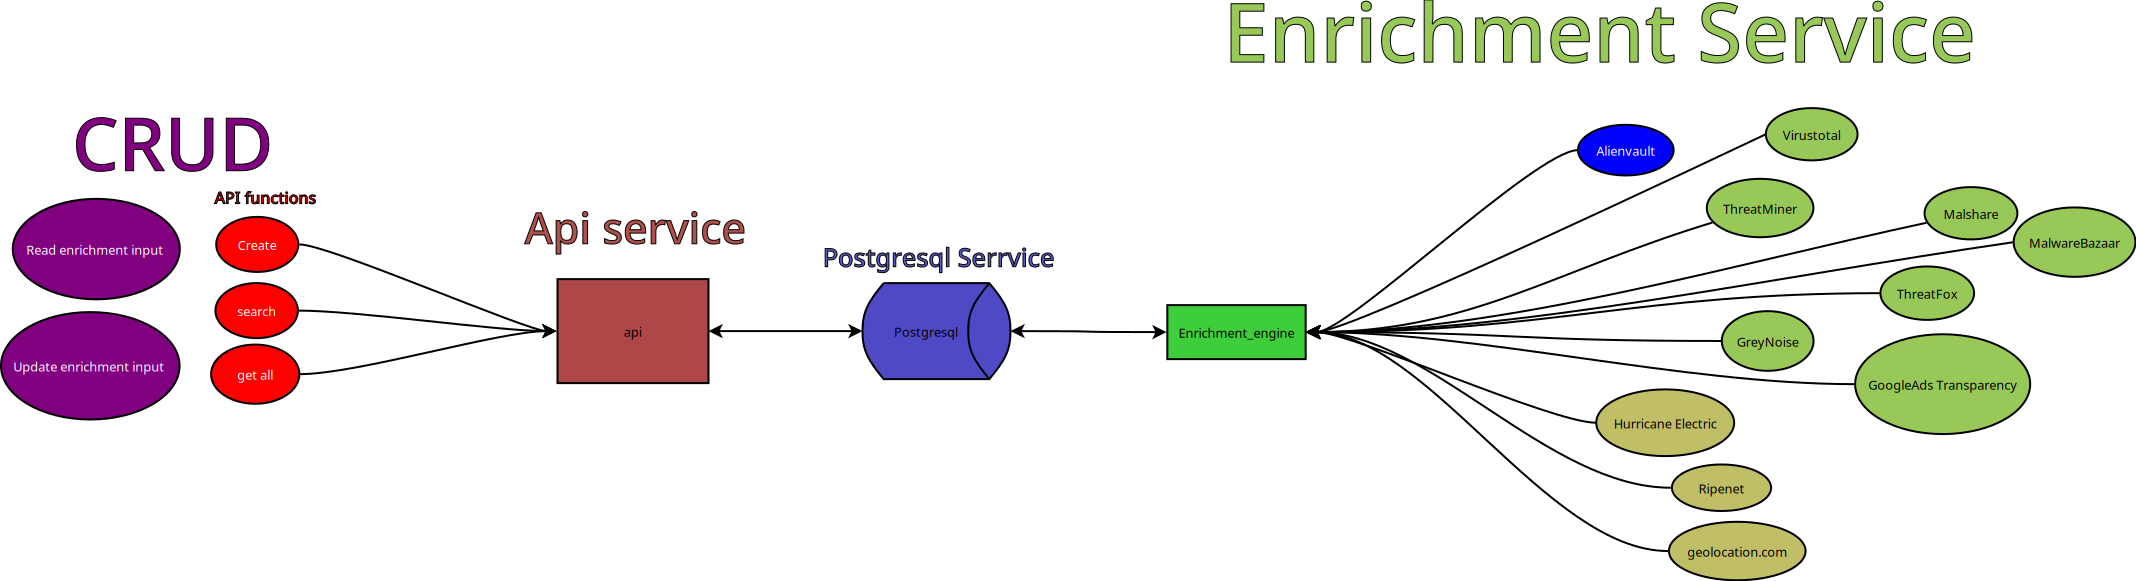 Enrichment Service
CRUD
API functions
Read enrichment input
Update enrichment input
Create
search
get all
Api service
api
Postgresql Serrvice
Postgresql
Enrichment_engine
Alienvault
Virustotal
ThreatMiner
Malshare
MalwareBazaar
ThreatFox
GreyNoise
GoogleAds Transparency
Hurricane Electric
Ripenet
geolocation.com